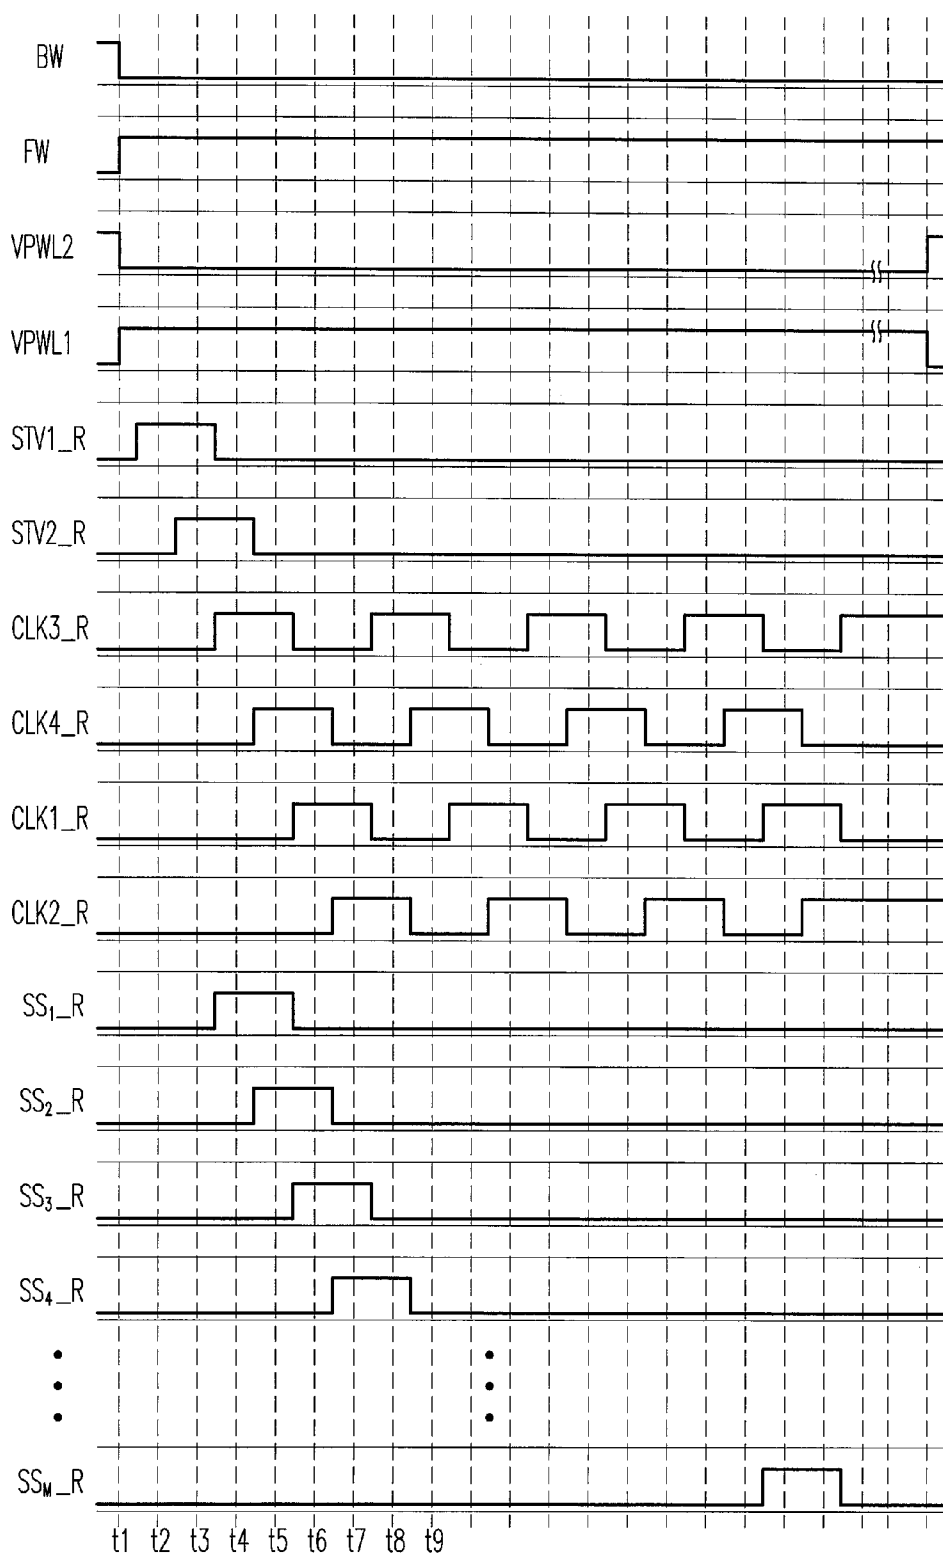 BW
FW
VPWL2
VPWL1
STV1_R
STV2_R
CLK3_R
CLK4_R
CLK1_R
CLK2_R
SS₁_R
SS₂_R
SS₃_R
SS₄_R
SS_M_R
t1 t2 t3 t4 t5 t6 t7 t8 t9